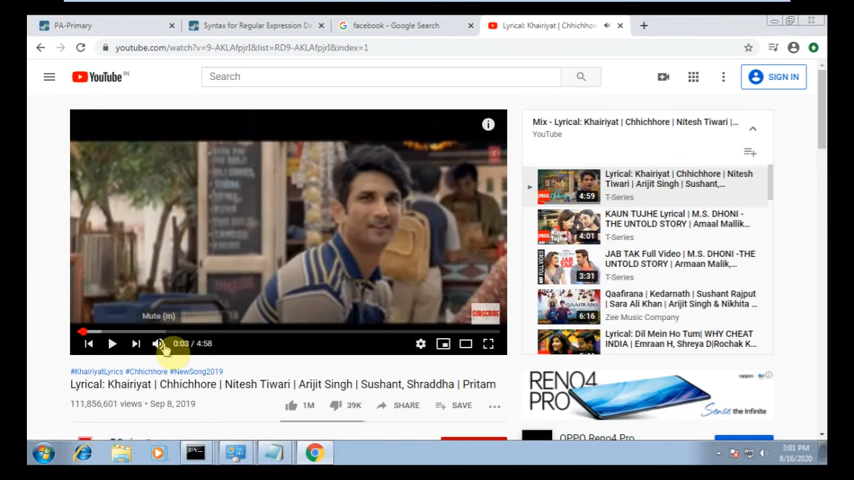 PA-Primary
Syntax for Regular Expression Da
facebook - Google Search
Lyrical: Khairiyat | Chhichhore
youtube.com/watch?v=9-AKLAfpjrI&list=RD9-AKLAfpjrI&index=1
YouTube IN
Search
SIGN IN
Mute (m)
SUBSCRIBE
0:03 / 4:58
#KhairiyatLyrics #Chhichhore #NewSong2019
Lyrical: Khairiyat | Chhichhore | Nitesh Tiwari | Arijit Singh | Sushant, Shraddha | Pritam
111,856,601 views • Sep 8, 2019
1M
39K
SHARE
SAVE
Mix - Lyrical: Khairiyat | Chhichhore | Nitesh Tiwari |...
YouTube
4:59
Lyrical: Khairiyat | Chhichhore | Nitesh
Tiwari | Arijit Singh | Sushant,...
T-Series
4:01
KAUN TUJHE Lyrical | M.S. DHONI -
THE UNTOLD STORY | Amaal Mallik...
T-Series
3:31
JAB TAK Full Video | M.S. DHONI -THE
UNTOLD STORY | Armaan Malik,...
T-Series
6:16
Qaafirana | Kedarnath | Sushant Rajput
| Sara Ali Khan | Arijit Singh & Nikhita ...
Zee Music Company
Lyrical: Dil Mein Ho Tum| WHY CHEAT
INDIA | Emraan H, Shreya D|Rochak K...
RENO4
PRO
oppo
Sense the Infinite
OPPO Reno4 Pro
3:01 PM
8/16/2020